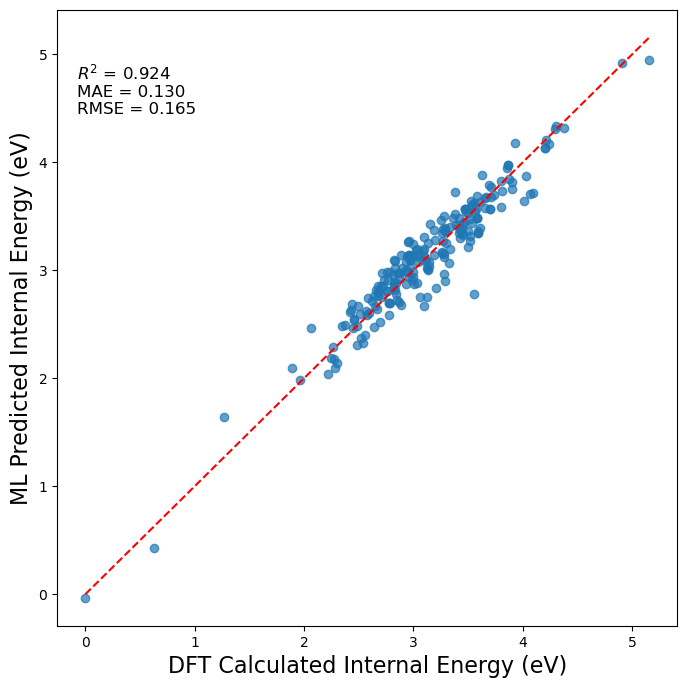 R² = 0.924
MAE = 0.130
RMSE = 0.165
5
4
3
2
1
0
ML Predicted Internal Energy (eV)
0 1 2 3 4 5
DFT Calculated Internal Energy (eV)